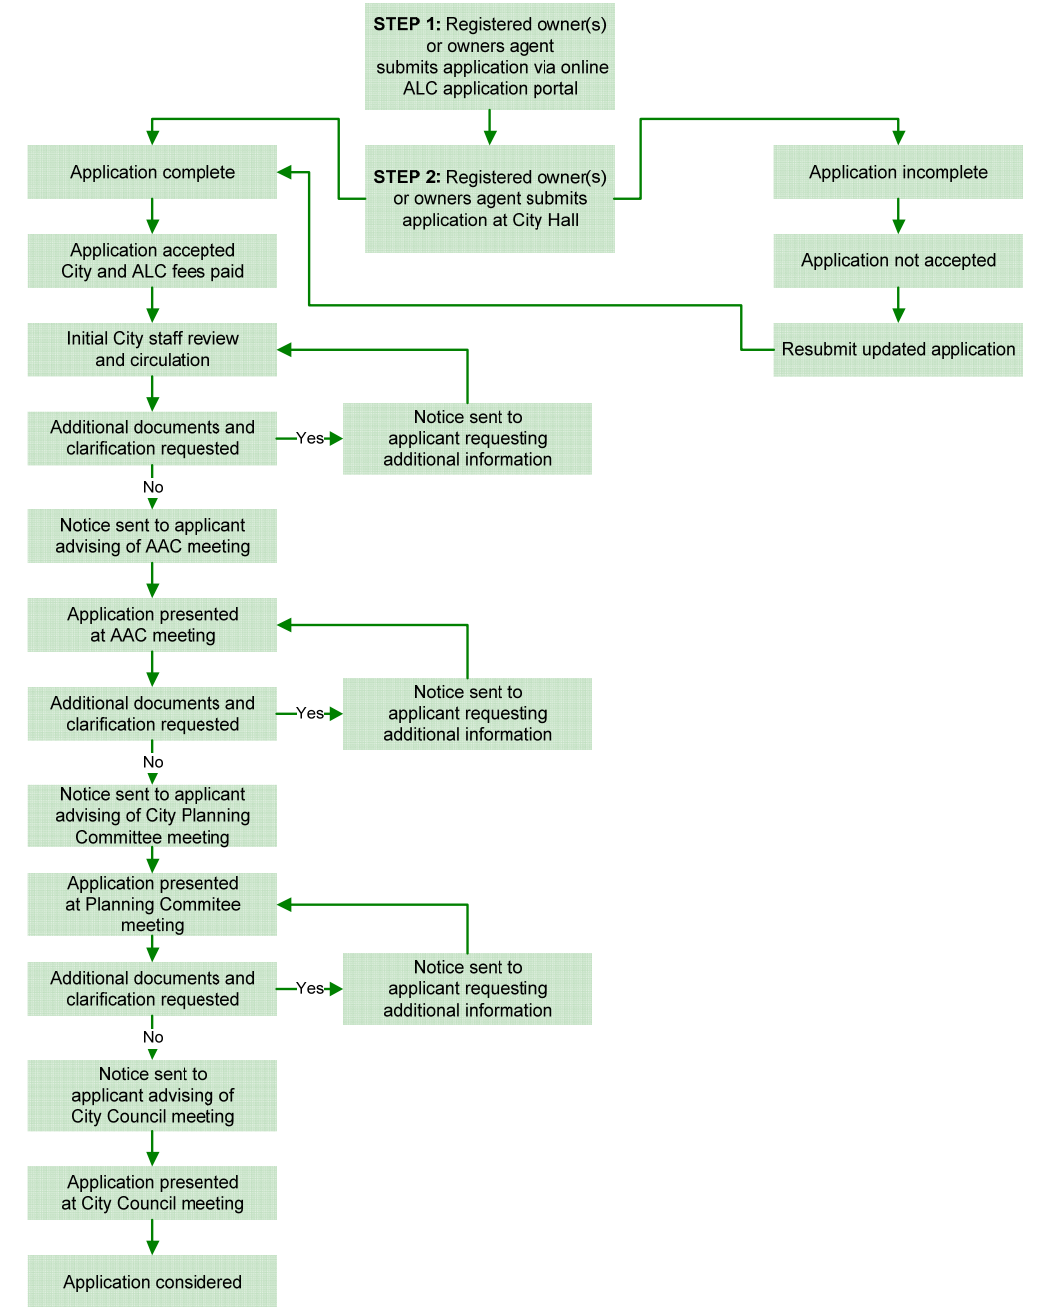 STEP 1: Registered owner(s)
or owners agent
submits application via online
ALC application portal
STEP 2: Registered owner(s)
or owners agent submits
application at City Hall
Application complete
Application incomplete
Application accepted
City and ALC fees paid
Application not accepted
Initial City staff review
and circulation
Resubmit updated application
Additional documents and
clarification requested
Yes
Notice sent to
applicant requesting
additional information
No
Notice sent to applicant
advising of AAC meeting
Application presented
at AAC meeting
Additional documents and
clarification requested
Yes
Notice sent to
applicant requesting
additional information
No
Notice sent to applicant
advising of City Planning
Committee meeting
Application presented
at Planning Commitee
meeting
Additional documents and
clarification requested
Yes
Notice sent to
applicant requesting
additional information
No
Notice sent to
applicant advising of
City Council meeting
Application presented
at City Council meeting
Application considered